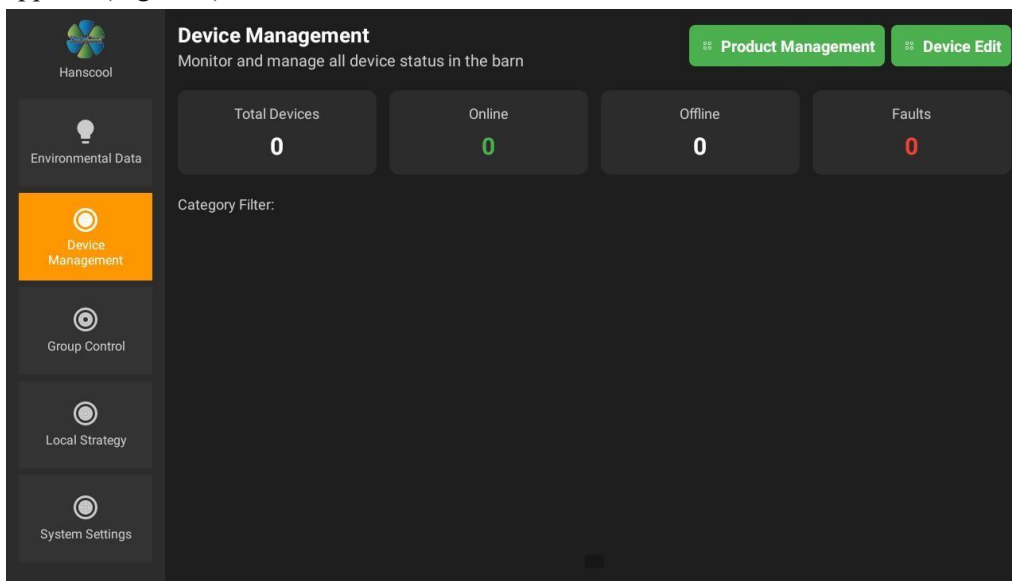 Hanscool
Environmental Data
Device
Management
Group Control
Local Strategy
System Settings
Device Management
Monitor and manage all device status in the barn
Product Management
Device Edit
Total Devices
0
Online
0
Offline
0
Faults
0
Category Filter: